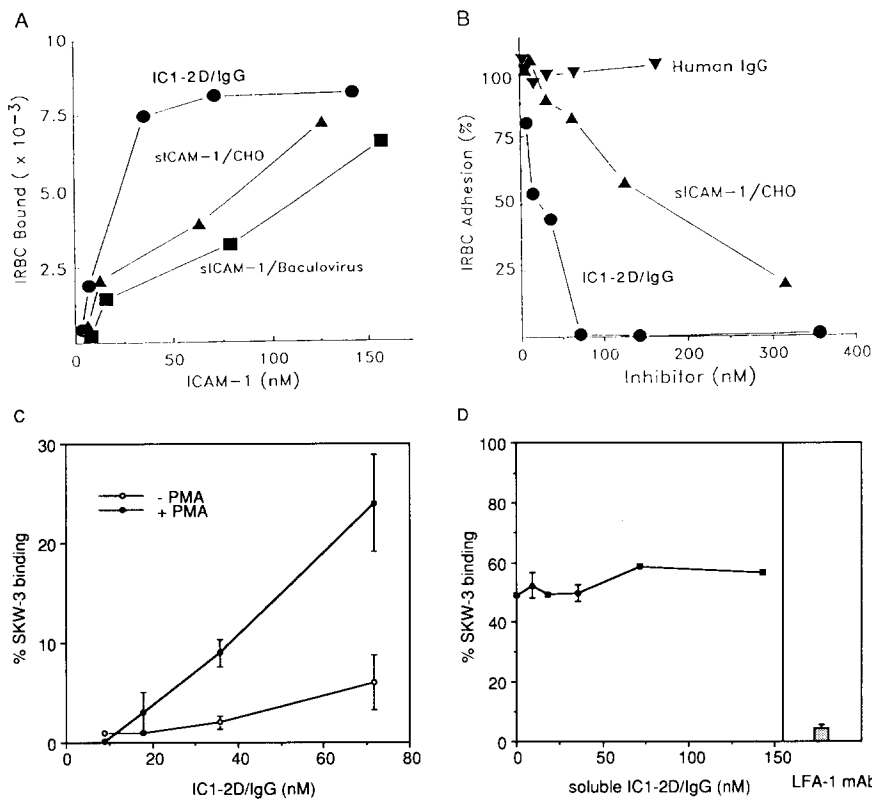 A
IRBC Bound ( x 10⁻³)
10
7.5
5.0
2.5
0
50
100
150
ICAM-1 (nM)
IC1-2D/IgG
sICAM-1/CHO
sICAM-1/Baculovirus
B
IRBC Adhesion (%)
100
75
50
25
0
100
200
300
400
Inhibitor (nM)
Human IgG
sICAM-1/CHO
IC1-2D/IgG
C
% SKW-3 binding
30
20
10
0
0
20
40
60
80
IC1-2D/IgG (nM)
- PMA
+ PMA
D
% SKW-3 binding
100
80
60
40
20
0
0
50
100
150
soluble IC1-2D/IgG (nM)
LFA-1 mAb